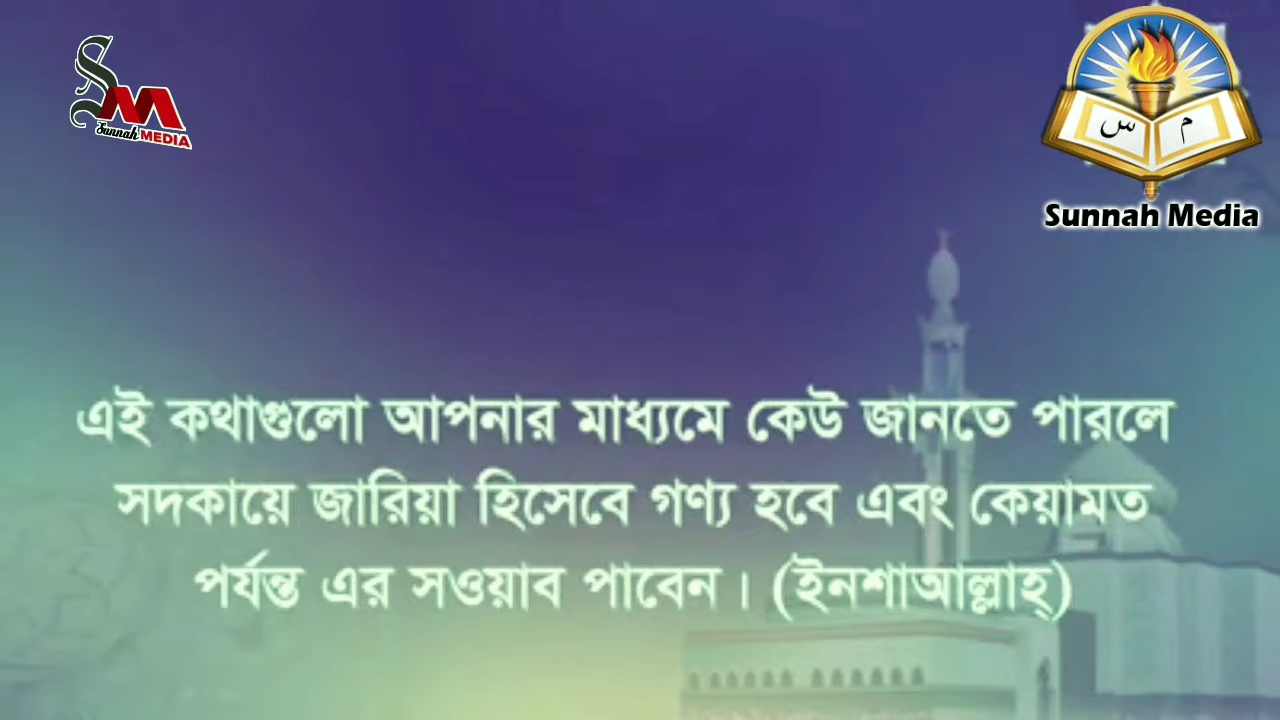 SM
Sunnah MEDIA
س م
Sunnah Media
এই কথাগুলো আপনার মাধ্যমে কেউ জানতে পারলে
সদকায়ে জারিয়া হিসেবে গণ্য হবে এবং কেয়ামত
পর্যন্ত এর সওয়াব পাবেন। (ইনশাআল্লাহ্)